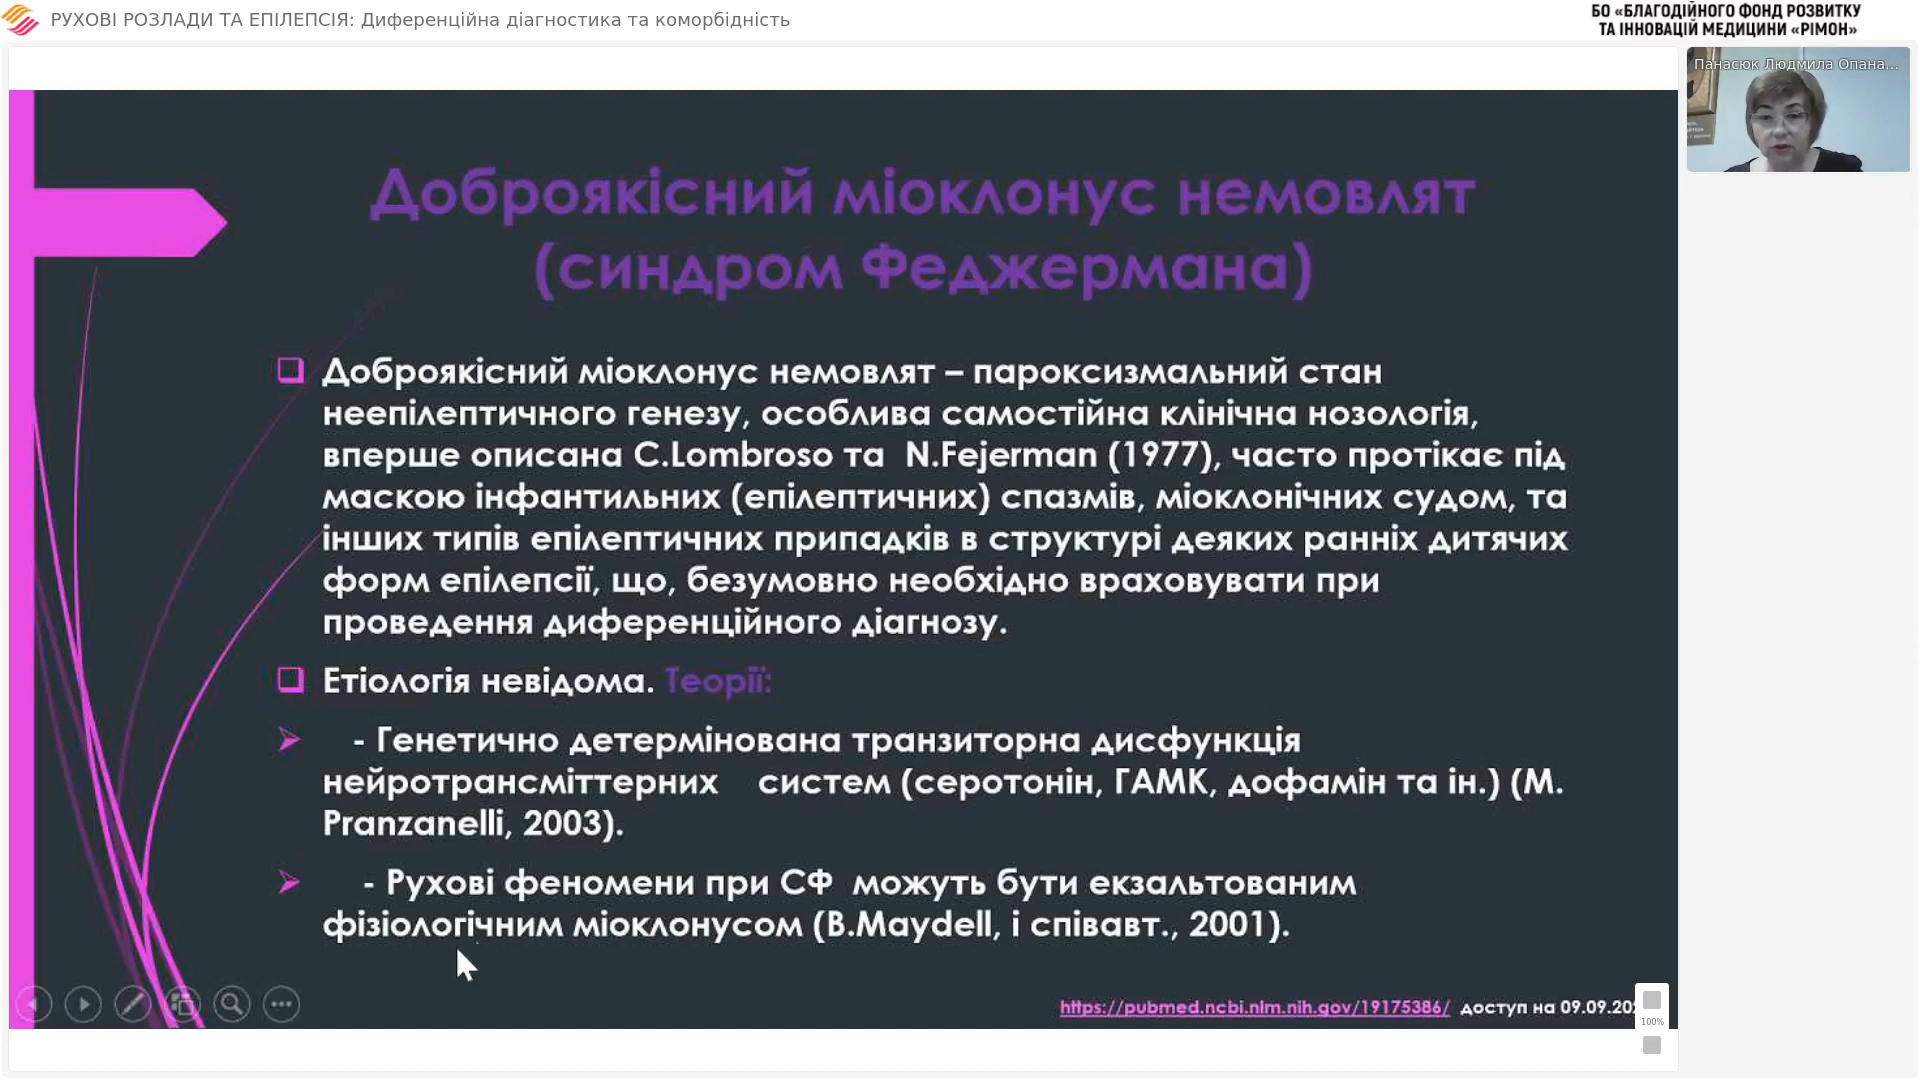 РУХОВІ РОЗЛАДИ ТА ЕПІЛЕПСІЯ: Диференційна діагностика та коморбідність
БО «БЛАГОДІЙНОГО ФОНД РОЗВИТКУ
ТА ІННОВАЦІЙ МЕДИЦИНИ «РІМОН»
Панасюк Людмила Опана...
Доброякісний міоклонус немовлят
(синдром Феджермана)
Доброякісний міоклонус немовлят – пароксизмальний стан
неепілептичного генезу, особлива самостійна клінічна нозологія,
вперше описана C.Lombroso та N.Fejerman (1977), часто протікає під
маскою інфантильних (епілептичних) спазмів, міоклонічних судом, та
інших типів епілептичних припадків в структурі деяких ранніх дитячих
форм епілепсії, що, безумовно необхідно враховувати при
проведення диференційного діагнозу.
Етіологія невідома. Теорії:
- Генетично детермінована транзиторна дисфункція
нейротрансміттерних систем (серотонін, ГАМК, дофамін та ін.) (M.
Pranzanelli, 2003).
- Рухові феномени при СФ можуть бути екзальтованим
фізіологічним міоклонусом (B.Maydell, і співавт., 2001).
https://pubmed.ncbi.nlm.nih.gov/19175386/ доступ на 09.09.20
100%